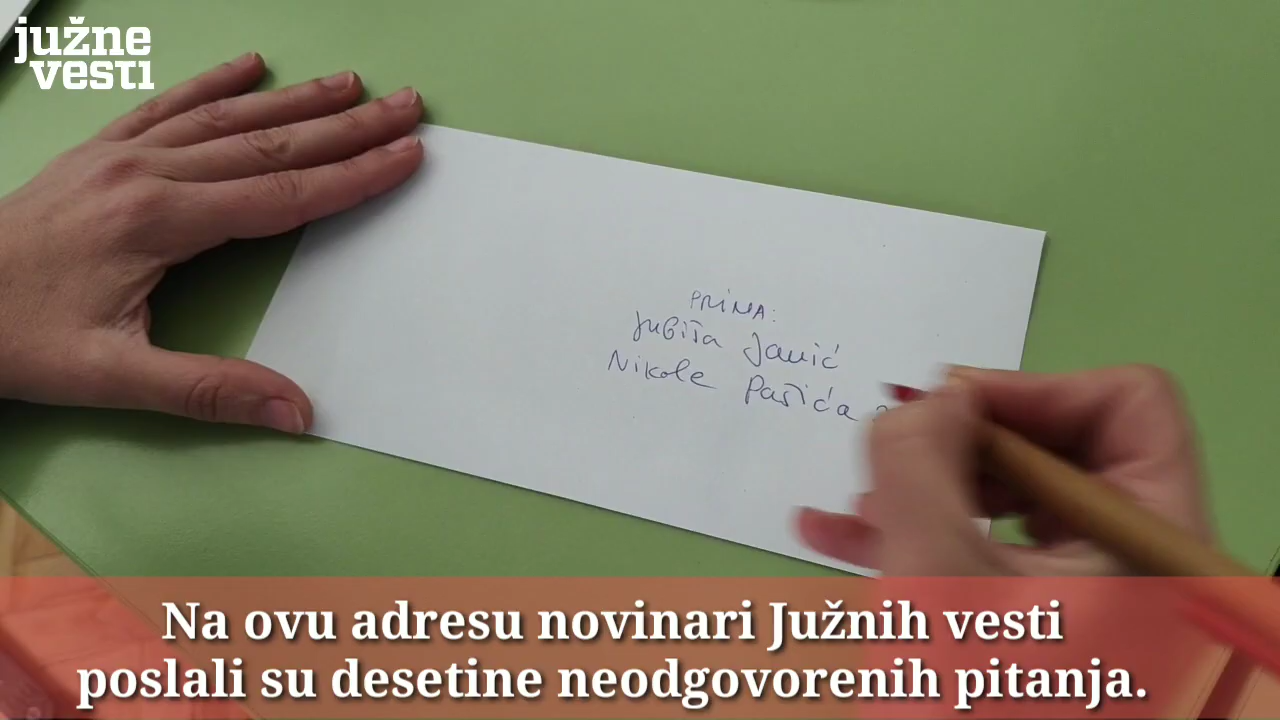 južne
vesti
PRIMA:
Ljubiša Janić
Nikole Pašića
Na ovu adresu novinari Južnih vesti
poslali su desetine neodgovorenih pitanja.